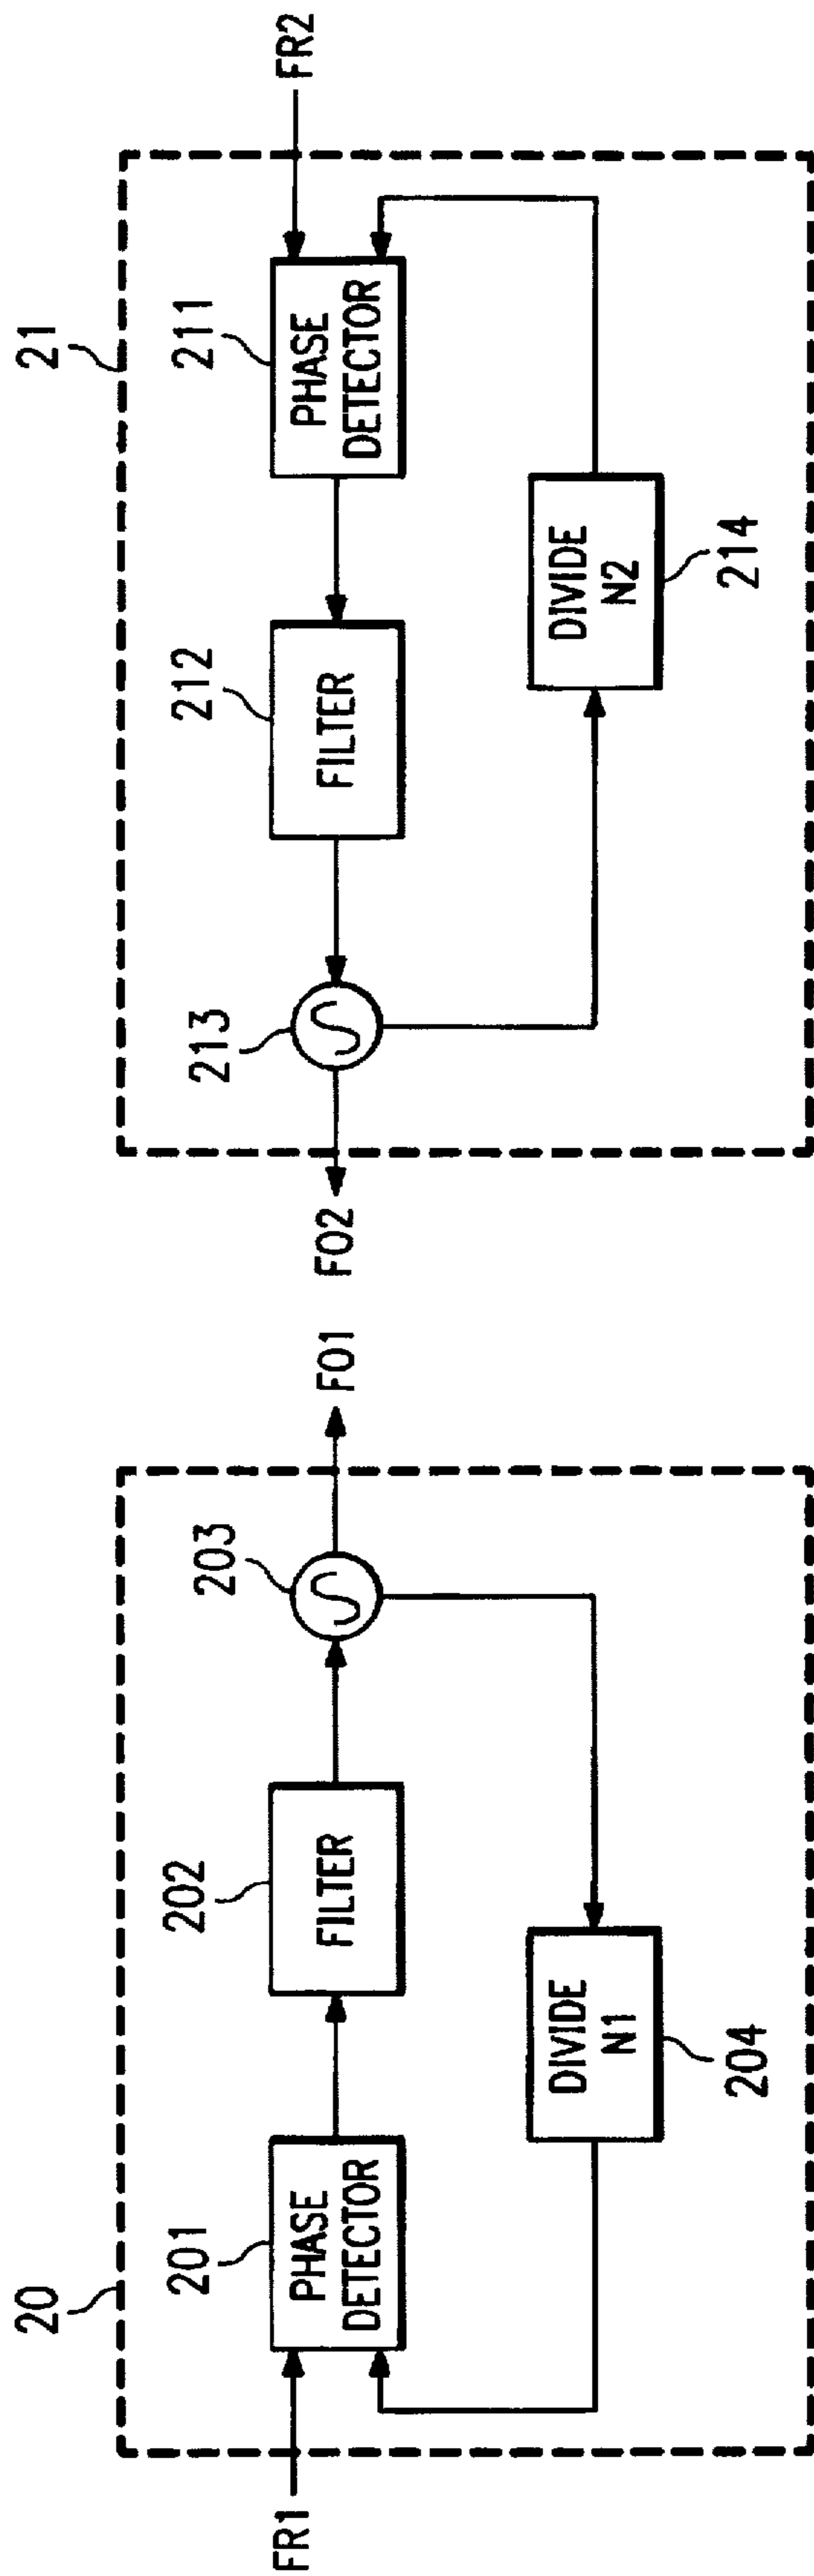 20
21
201
202
203
213
212
211
FR1
PHASE
DETECTOR
FILTER
FO1
FO2
FILTER
PHASE
DETECTOR
FR2
DIVIDE
N1
DIVIDE
N2
204
214